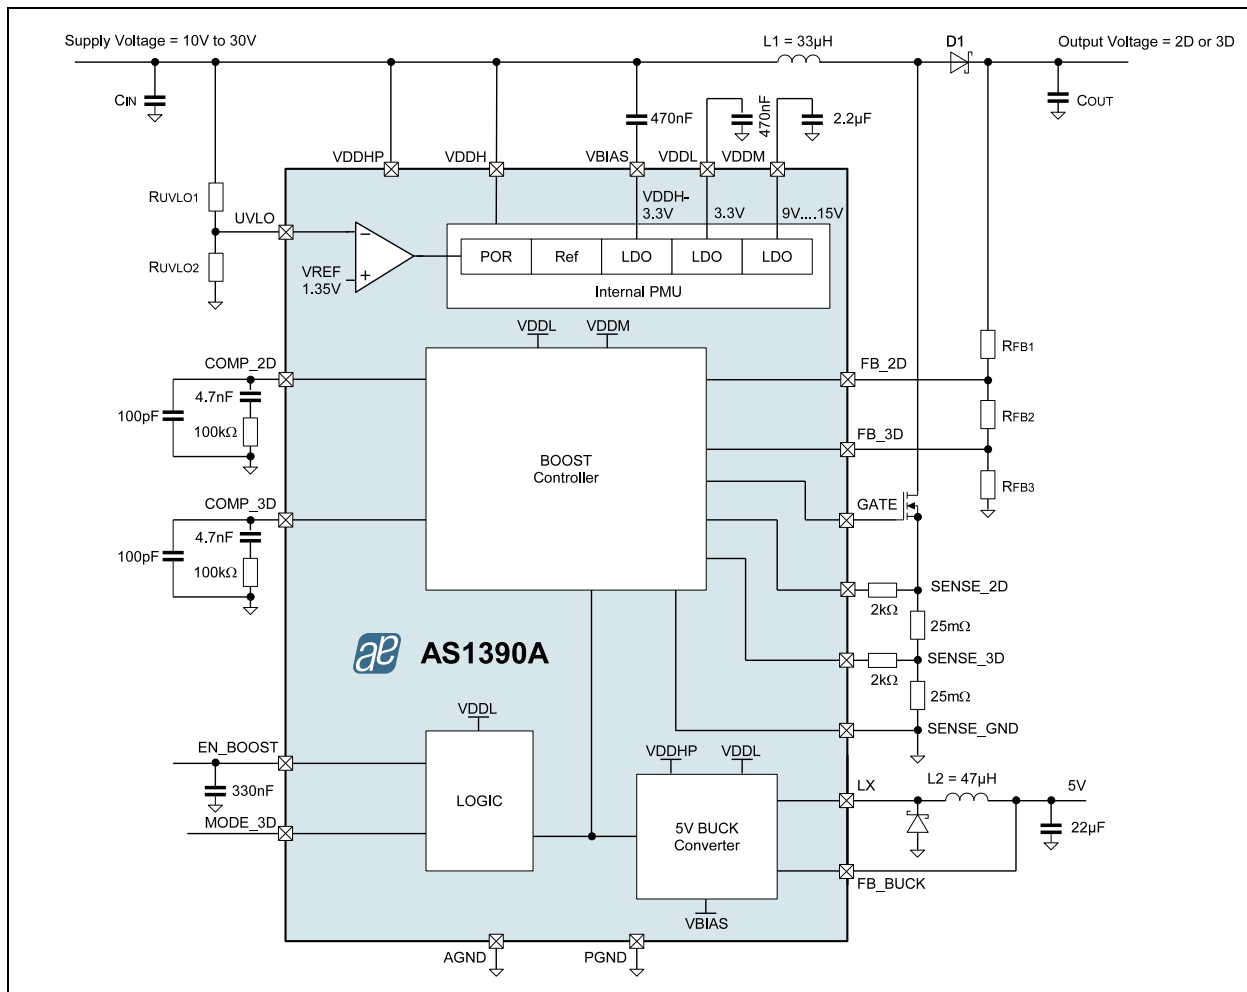 Supply Voltage = 10V to 30V
L1 = 33µH
D1
Output Voltage = 2D or 3D
CIN
COUT
470nF
470nF
2.2µF
VDDHP
VDDH
VBIAS
VDDL
VDDM
RUVLO1
UVLO
RUVLO2
VDDH-
3.3V
3.3V
9V....15V
VREF
1.35V
POR
Ref
LDO
LDO
LDO
Internal PMU
VDDL
VDDM
RFB1
COMP_2D
FB_2D
4.7nF
100pF
100kΩ
RFB2
FB_3D
BOOST
Controller
RFB3
COMP_3D
GATE
4.7nF
100pF
100kΩ
SENSE_2D
2kΩ
25mΩ
ae AS1390A
SENSE_3D
2kΩ
25mΩ
VDDL
SENSE_GND
EN_BOOST
VDDHP
VDDL
330nF
LOGIC
LX
L2 = 47µH
5V
MODE_3D
5V BUCK
Converter
22µF
FB_BUCK
VBIAS
AGND
PGND